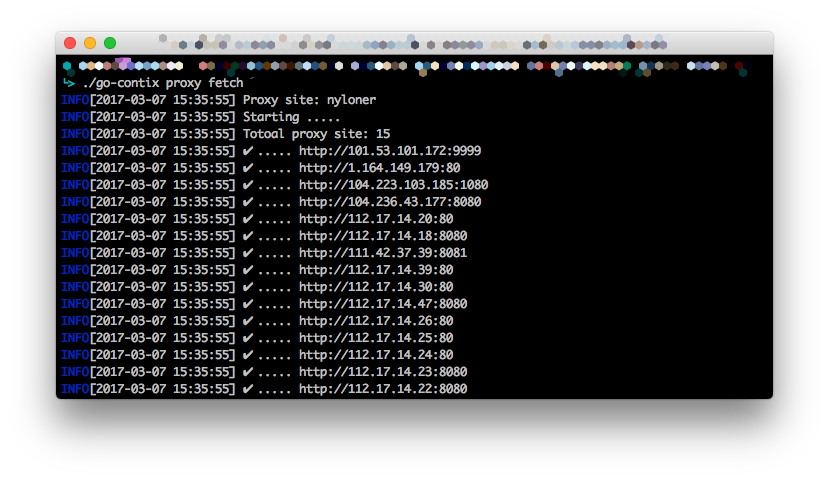 ↳ ./go-contix proxy fetch
INFO[2017-03-07 15:35:55] Proxy site: nyloner
INFO[2017-03-07 15:35:55] Starting .....
INFO[2017-03-07 15:35:55] Totoal proxy site: 15
INFO[2017-03-07 15:35:55] ✔ ..... http://101.53.101.172:9999
INFO[2017-03-07 15:35:55] ✔ ..... http://1.164.149.179:80
INFO[2017-03-07 15:35:55] ✔ ..... http://104.223.103.185:1080
INFO[2017-03-07 15:35:55] ✔ ..... http://104.236.43.177:8080
INFO[2017-03-07 15:35:55] ✔ ..... http://112.17.14.20:80
INFO[2017-03-07 15:35:55] ✔ ..... http://112.17.14.18:8080
INFO[2017-03-07 15:35:55] ✔ ..... http://111.42.37.39:8081
INFO[2017-03-07 15:35:55] ✔ ..... http://112.17.14.39:80
INFO[2017-03-07 15:35:55] ✔ ..... http://112.17.14.30:80
INFO[2017-03-07 15:35:55] ✔ ..... http://112.17.14.47:8080
INFO[2017-03-07 15:35:55] ✔ ..... http://112.17.14.26:80
INFO[2017-03-07 15:35:55] ✔ ..... http://112.17.14.25:80
INFO[2017-03-07 15:35:55] ✔ ..... http://112.17.14.24:80
INFO[2017-03-07 15:35:55] ✔ ..... http://112.17.14.23:8080
INFO[2017-03-07 15:35:55] ✔ ..... http://112.17.14.22:8080